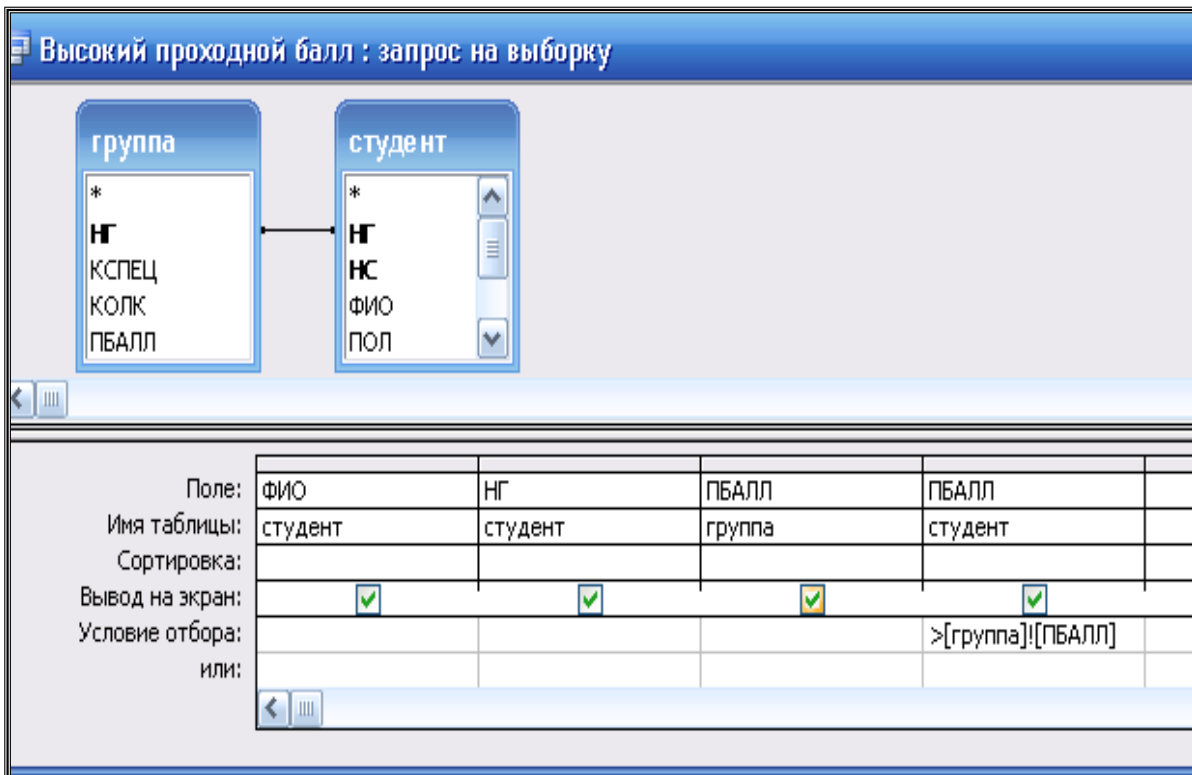 Высокий проходной балл : запрос на выборку
группа студент
* *
НГ НГ
КСПЕЦ НС
КОЛК ФИО
ПБАЛЛ ПОЛ
Поле: ФИО НГ ПБАЛЛ ПБАЛЛ
Имя таблицы: студент студент группа студент
Сортировка:
Вывод на экран:
Условие отбора: >[группа]![ПБАЛЛ]
или: